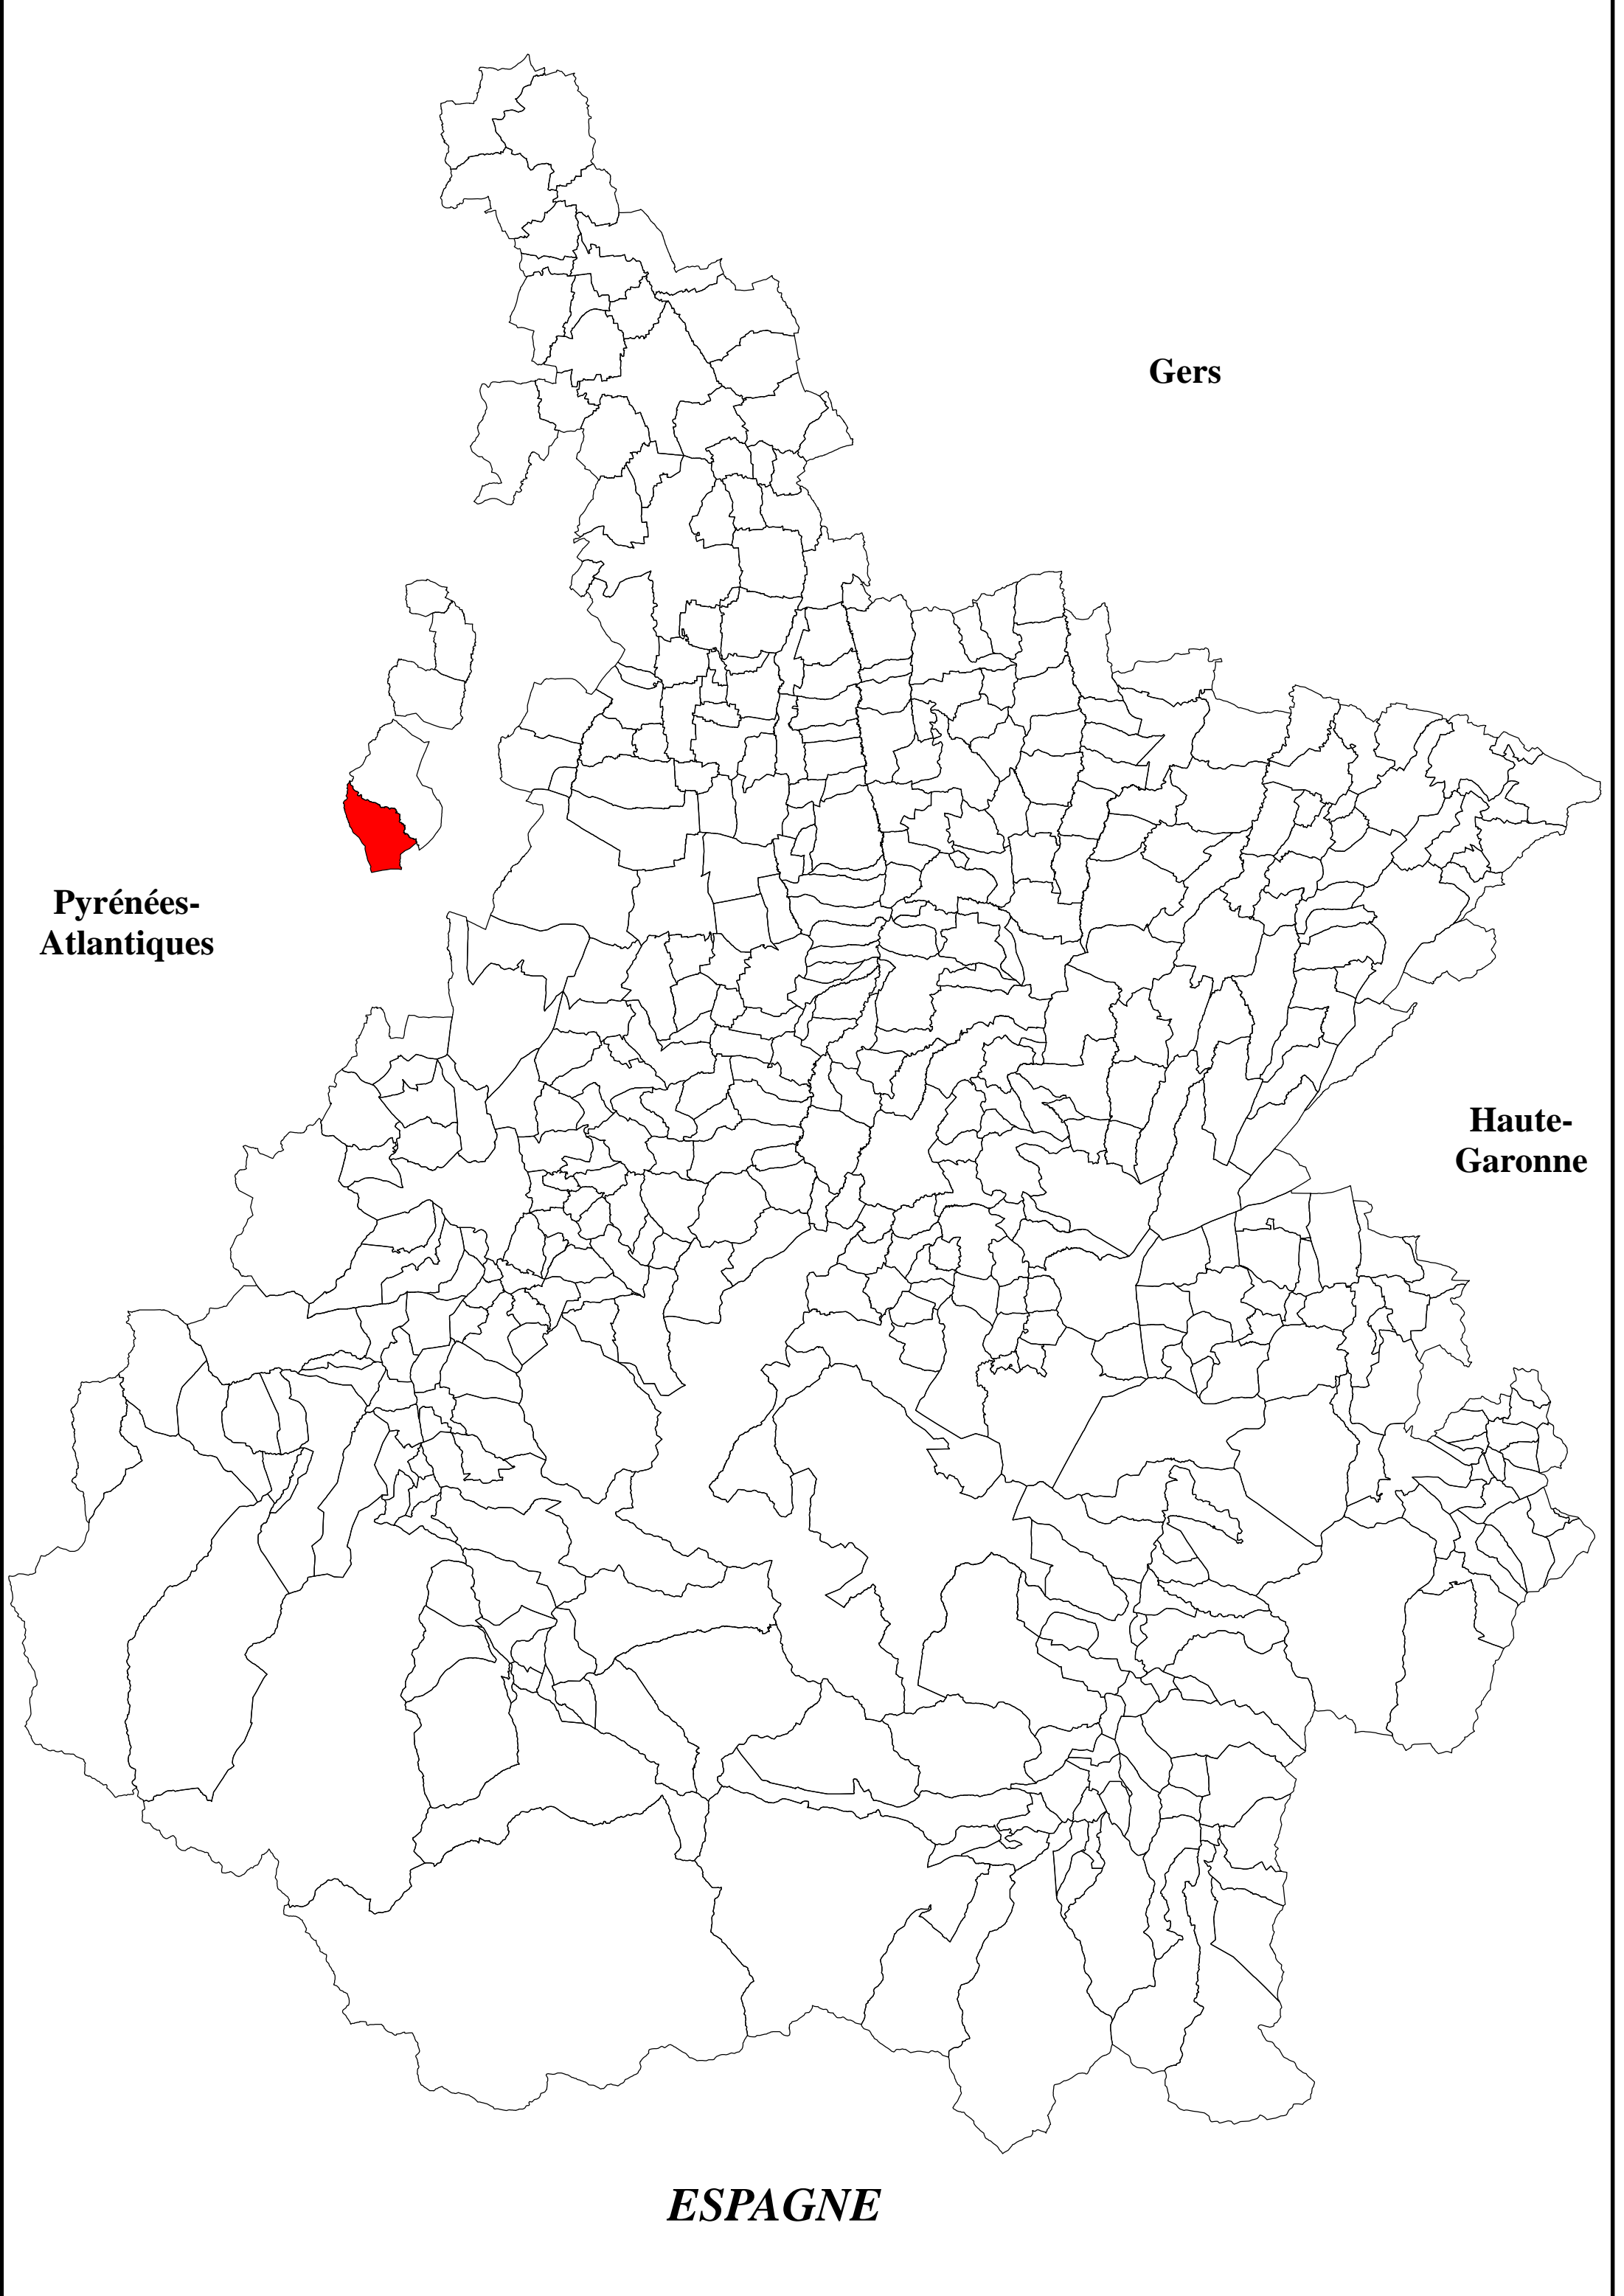 Gers
Pyrénées-
Atlantiques
Haute-
Garonne
ESPAGNE